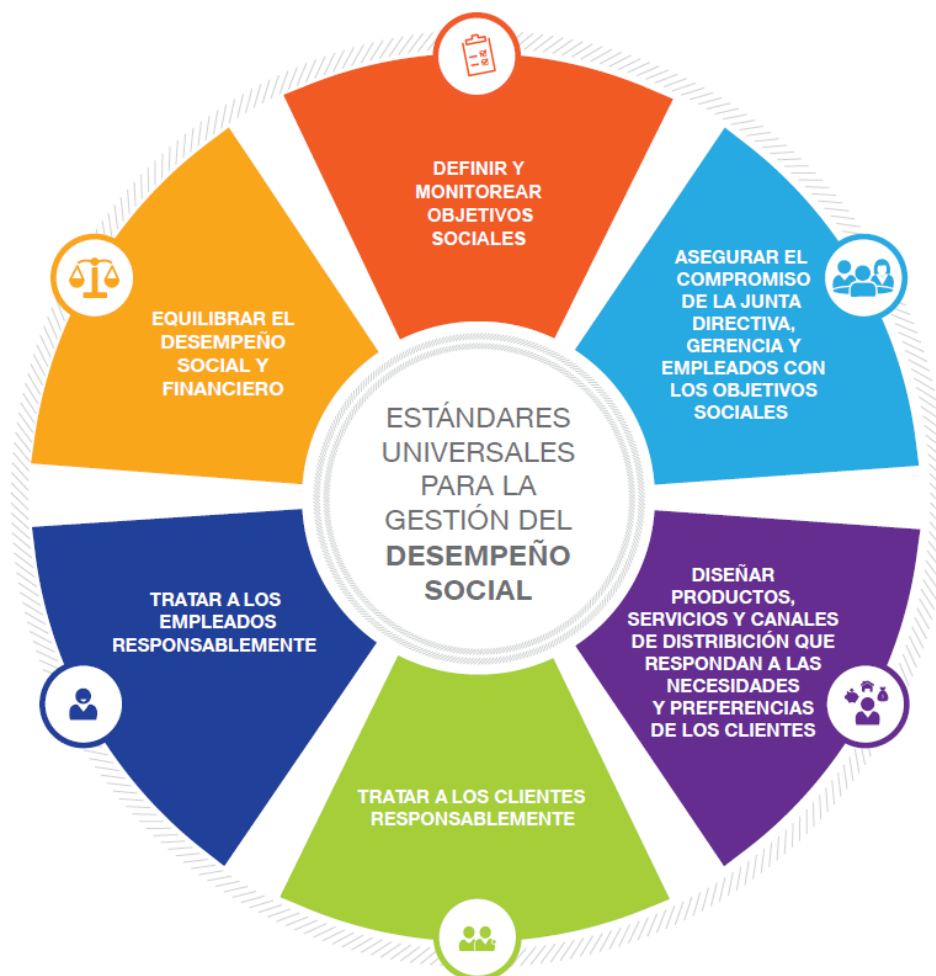 DEFINIR Y
MONITOREAR
OBJETIVOS
SOCIALES
ASEGURAR EL
COMPROMISO
DE LA JUNTA
DIRECTIVA,
GERENCIA Y
EMPLEADOS CON
LOS OBJETIVOS
SOCIALES
DISEÑAR
PRODUCTOS,
SERVICIOS Y CANALES
DE DISTRIBICIÓN QUE
RESPONDAN A LAS
NECESIDADES
Y PREFERENCIAS
DE LOS CLIENTES
TRATAR A LOS CLIENTES
RESPONSABLEMENTE
TRATAR A LOS
EMPLEADOS
RESPONSABLEMENTE
EQUILIBRAR EL
DESEMPEÑO
SOCIAL Y
FINANCIERO
ESTÁNDARES
UNIVERSALES
PARA LA
GESTIÓN DEL
DESEMPEÑO
SOCIAL